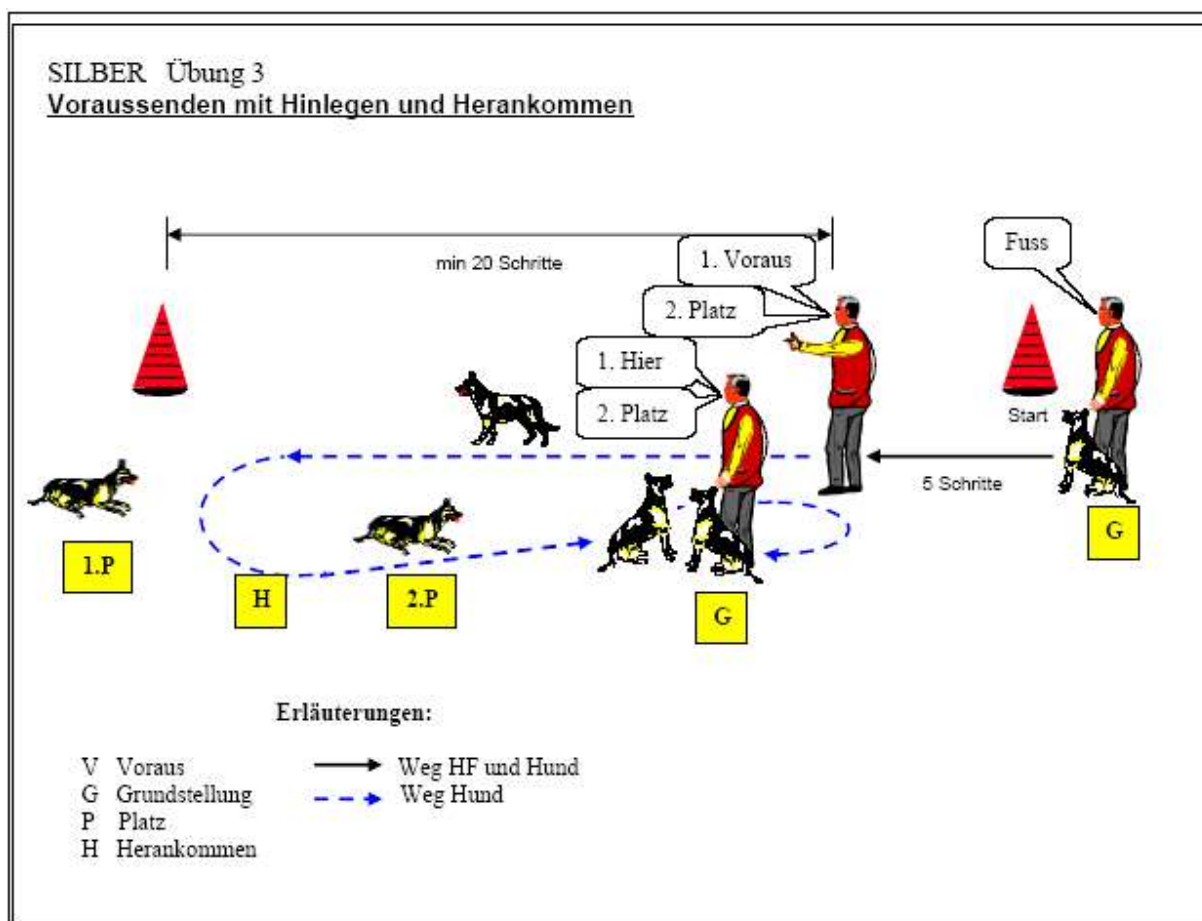 SILBER Übung 3
Voraussenden mit Hinlegen und Herankommen
min 20 Schritte
1. Voraus
2. Platz
Fuss
1. Hier
2. Platz
Start
5 Schritte
1.P
H
2.P
G
G
Erläuterungen:
V Voraus
G Grundstellung
P Platz
H Herankommen
Weg HF und Hund
Weg Hund